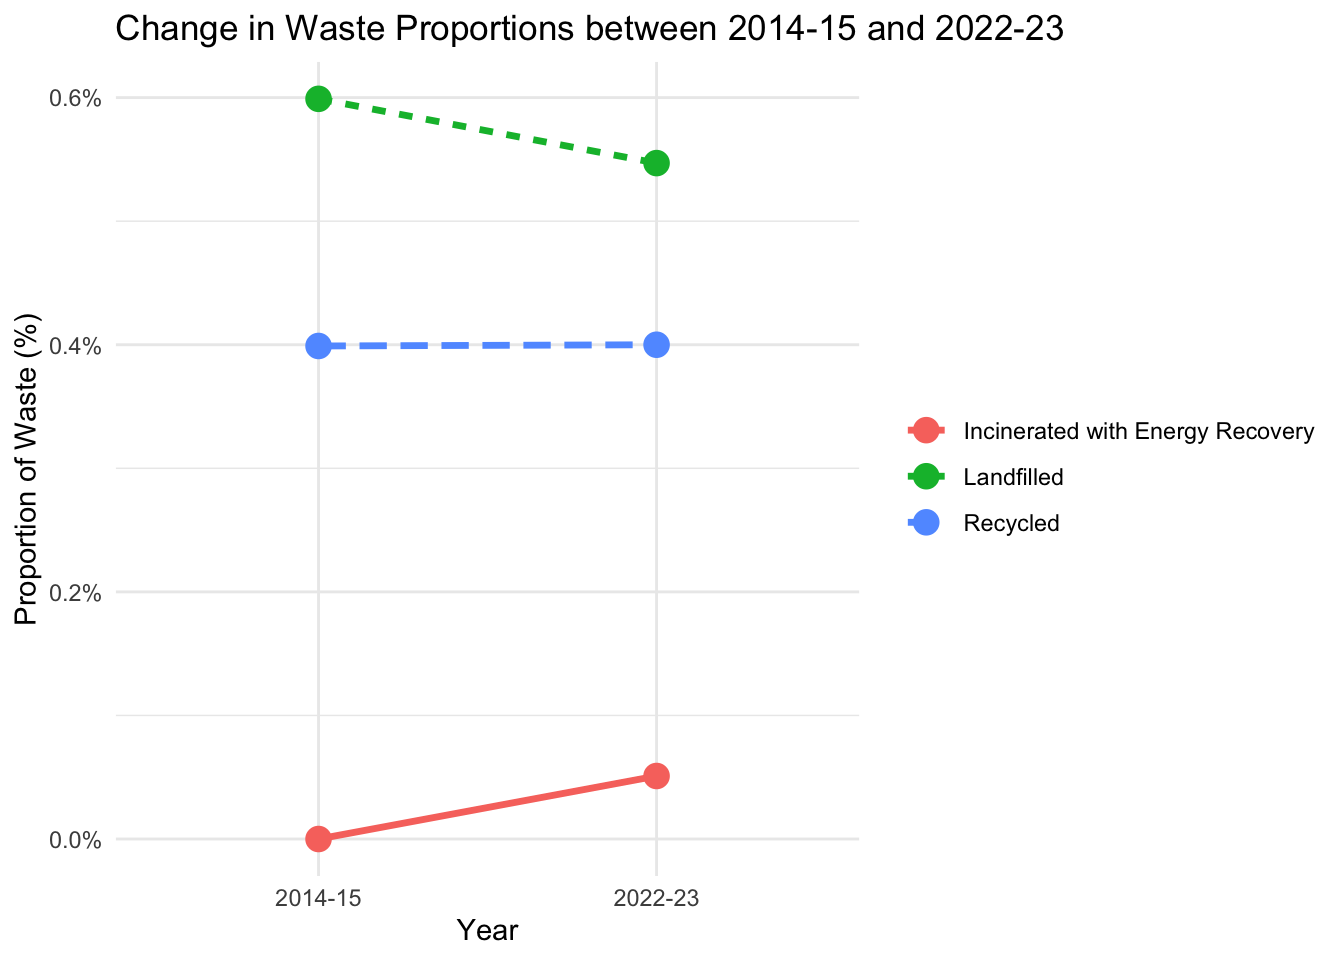 Change in Waste Proportions between 2014-15 and 2022-23
Proportion of Waste (%)
0.6%
0.4%
0.2%
0.0%
2014-15 2022-23
Year
Incinerated with Energy Recovery
Landfilled
Recycled